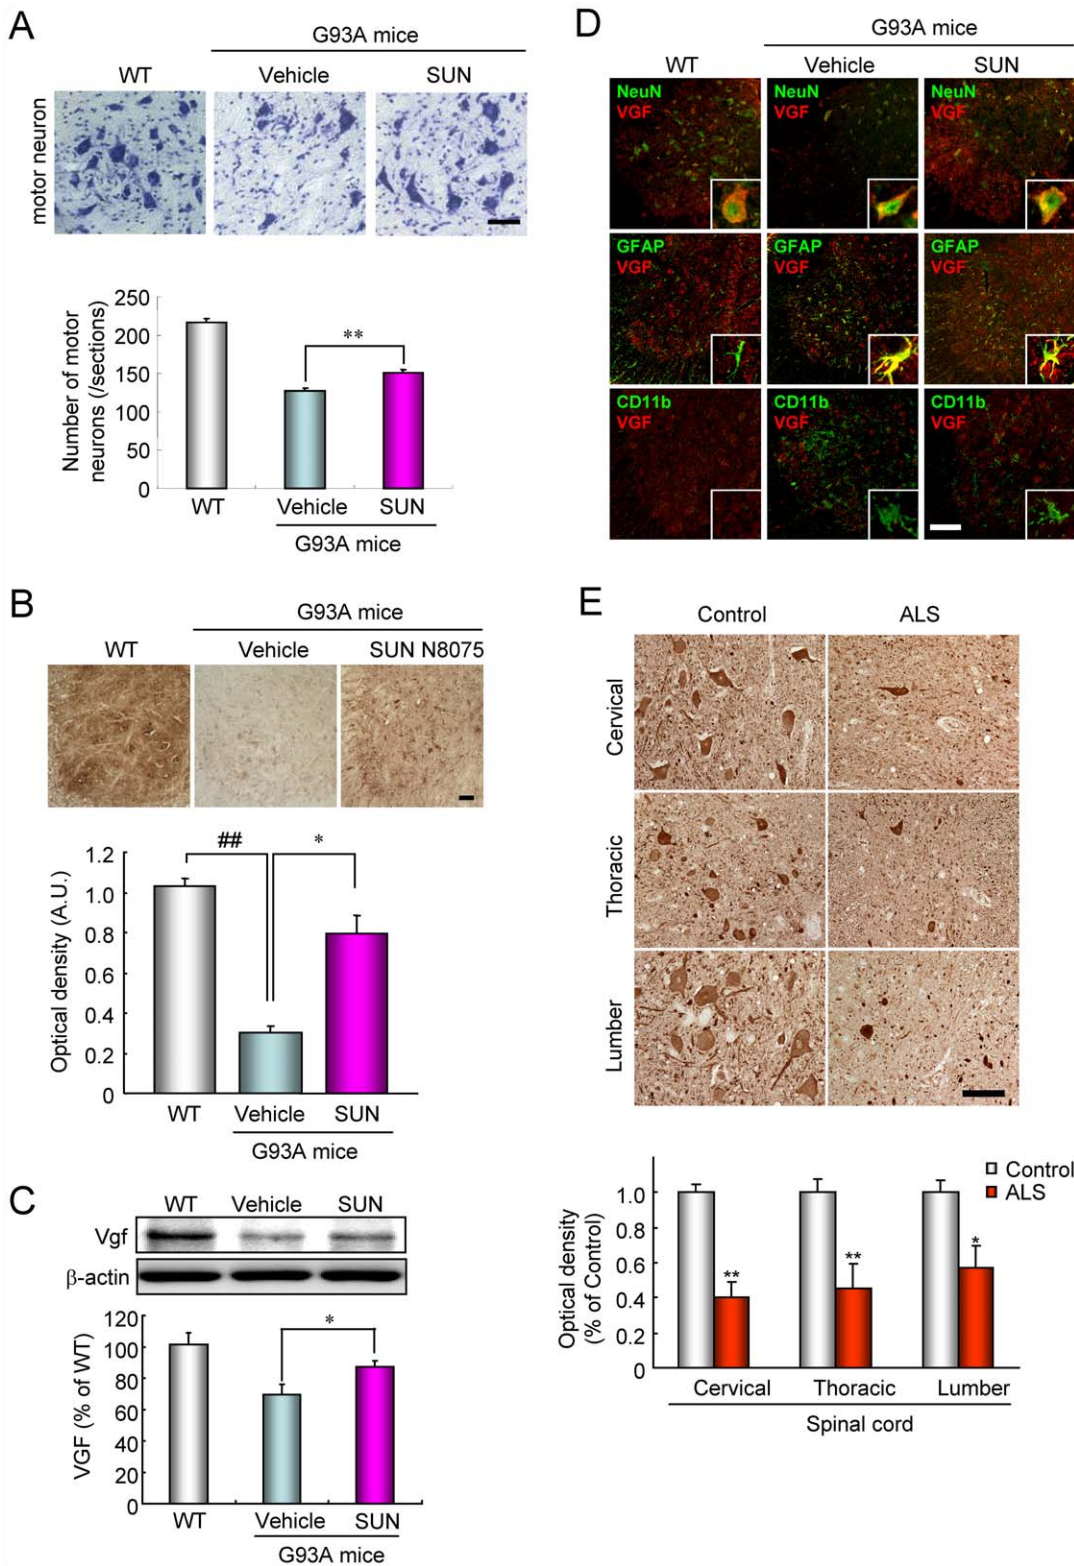 A
G93A mice
WT Vehicle SUN
motor neuron
Number of motor
neurons (/sections)
250
200
150
100
50
0
**
WT Vehicle SUN
G93A mice
B
G93A mice
WT Vehicle SUN N8075
Optical density (A.U.)
1.2
1.0
0.8
0.6
0.4
0.2
0
## *
WT Vehicle SUN
G93A mice
C
WT Vehicle SUN
Vgf
β-actin
VGF (% of WT)
120
100
80
60
40
20
0
*
WT Vehicle SUN
G93A mice
D
G93A mice
WT Vehicle SUN
NeuN NeuN NeuN
VGF VGF VGF
GFAP GFAP GFAP
VGF VGF VGF
CD11b CD11b CD11b
VGF VGF VGF
E
Control ALS
Cervical
Thoracic
Lumber
Optical density
(% of Control)
1.0
0.8
0.6
0.4
0.2
0
Control
ALS
** ** *
Cervical Thoracic Lumber
Spinal cord